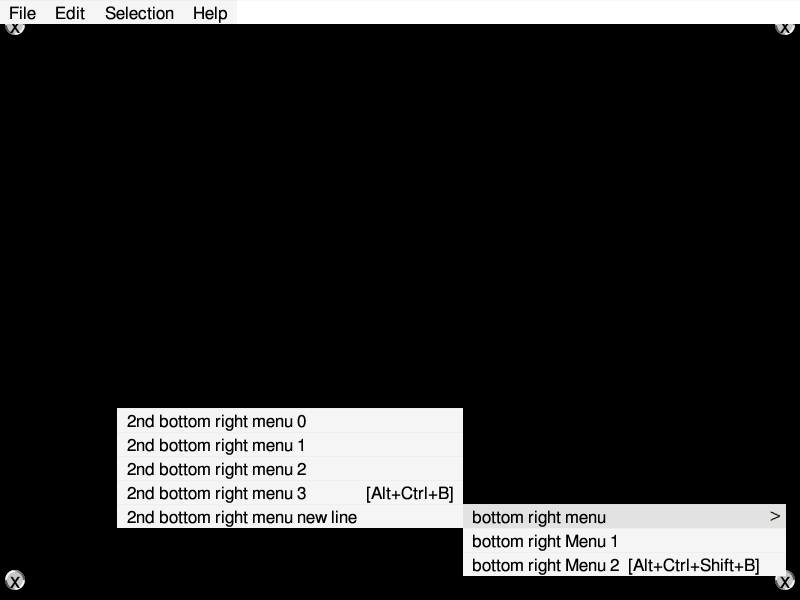 File Edit Selection Help
X X
2nd bottom right menu 0
2nd bottom right menu 1
2nd bottom right menu 2
2nd bottom right menu 3 [Alt+Ctrl+B]
2nd bottom right menu new line
bottom right menu >
bottom right Menu 1
bottom right Menu 2 [Alt+Ctrl+Shift+B]
X X